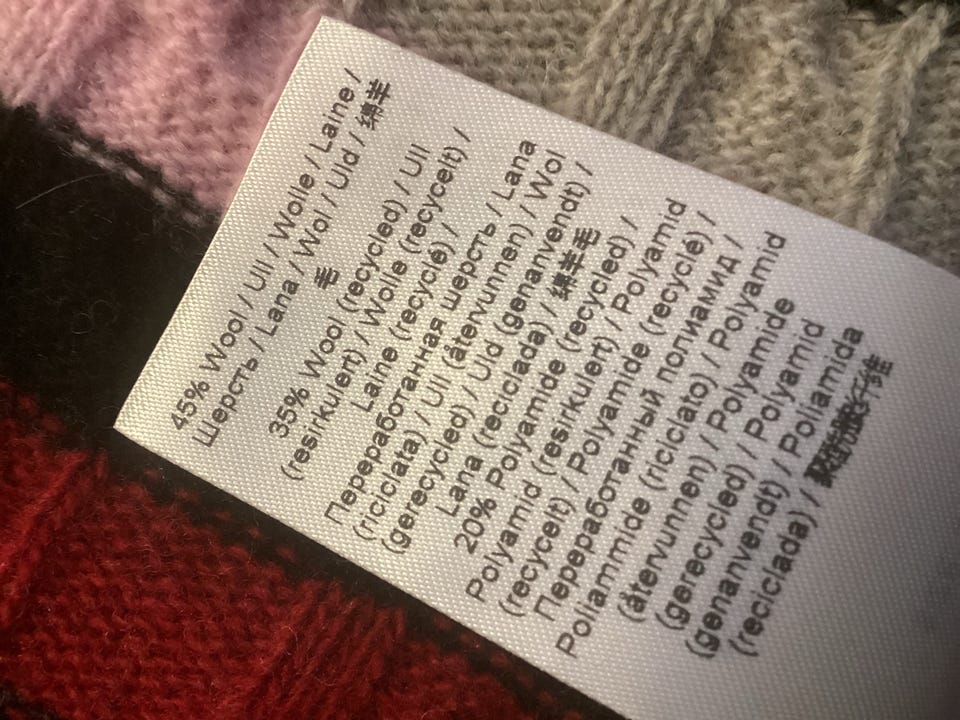 45% Wool / Ull / Wolle / Laine /
Шерсть / Lana / Wol / Uld / 绵羊
毛
35% Wool (recycled) / Ull
(resirkulert) / Wolle (recycelt) /
Laine (recyclé) /
Переработанная шерсть / Lana
(riciclata) / Ull (återvunnen) / Wol
(gerecycled) / Uld (genanvendt) /
Lana (reciclada) / 绵羊毛
20% Polyamide (recycled) /
Polyamid (resirkulert) / Polyamid
(recycelt) / Polyamide (recyclé) /
Переработанный полиамид /
Poliammide (riciclato) / Polyamid
(återvunnen) / Polyamide
(gerecycled) / Polyamid
(genanvendt) / Poliamida
(reciclada) /